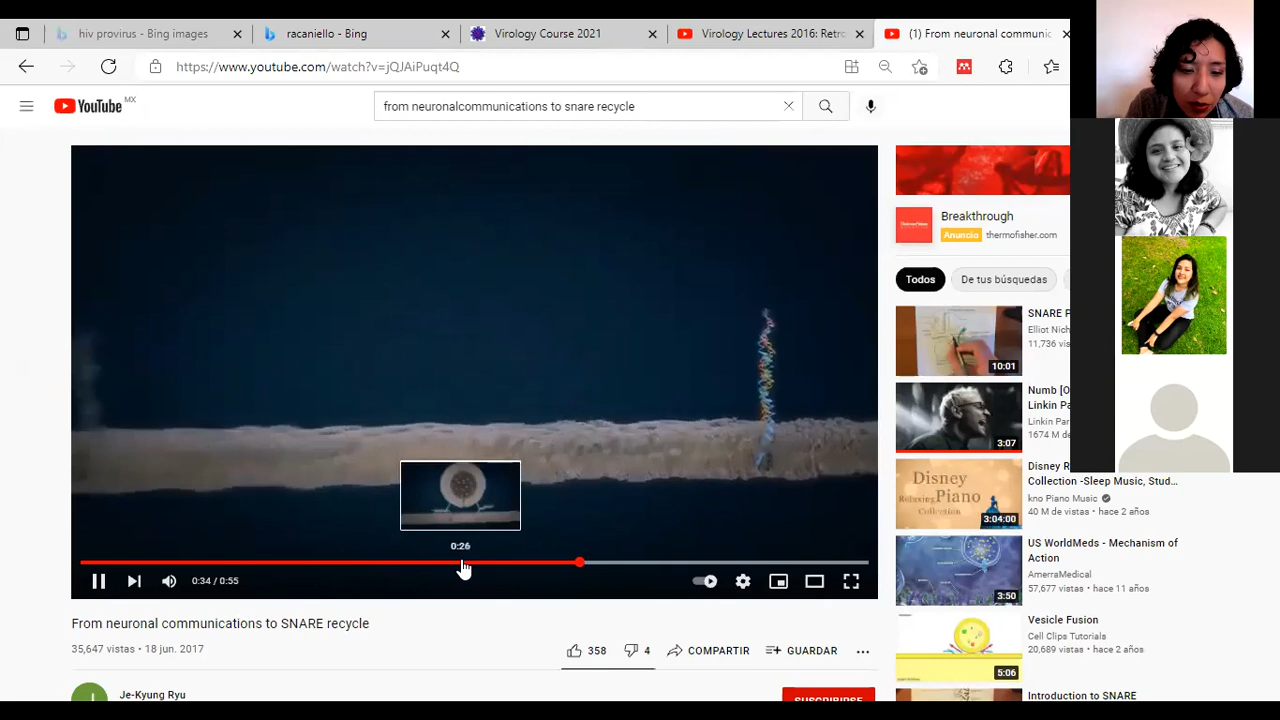 hiv provirus - Bing images
racaniello - Bing
Virology Course 2021
Virology Lectures 2016: Retro
(1) From neuronal communic
https://www.youtube.com/watch?v=jQJAiPuqt4Q
YouTube MX
from neuronalcommunications to snare recycle
Breakthrough
Anuncio thermofisher.com
Todos
De tus búsquedas
SNARE P
Elliot Nich
11,736 vis
10:01
Numb [O
Linkin Pa
Linkin Par
1674 M de
3:07
Disney R
Collection -Sleep Music, Stud...
kno Piano Music
40 M de vistas • hace 2 años
Disney
Relaxing Piano
Collection
3:04:00
US WorldMeds - Mechanism of
Action
AmerraMedical
57,677 vistas • hace 11 años
3:50
Vesicle Fusion
Cell Clips Tutorials
20,689 vistas • hace 2 años
5:06
Introduction to SNARE
0:26
0:34 / 0:55
From neuronal communications to SNARE recycle
35,647 vistas • 18 jun. 2017
358
4
COMPARTIR
GUARDAR
J
Je-Kyung Ryu
SUSCRIBIRSE